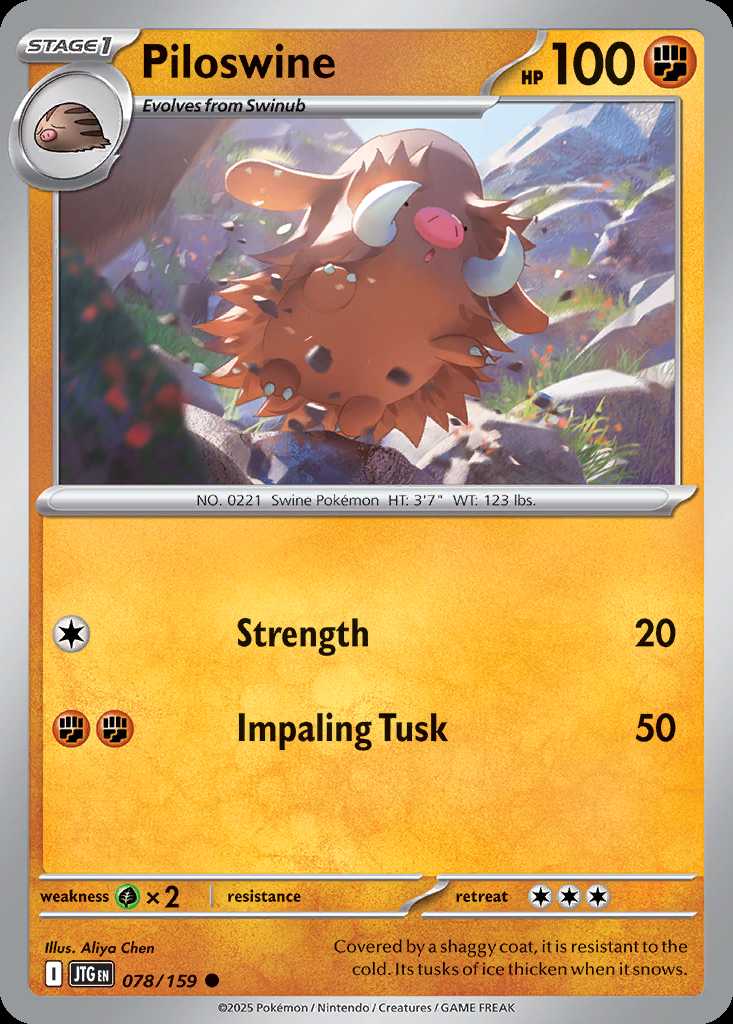 STAGE1
Piloswine
HP 100
Evolves from Swinub
NO. 0221 Swine Pokémon HT: 3'7" WT: 123 lbs.
Strength 20
Impaling Tusk 50
weakness ×2 resistance retreat
Illus. Aliya Chen
Covered by a shaggy coat, it is resistant to the
cold. Its tusks of ice thicken when it snows.
I JTG EN 078/159
©2025 Pokémon / Nintendo / Creatures / GAME FREAK